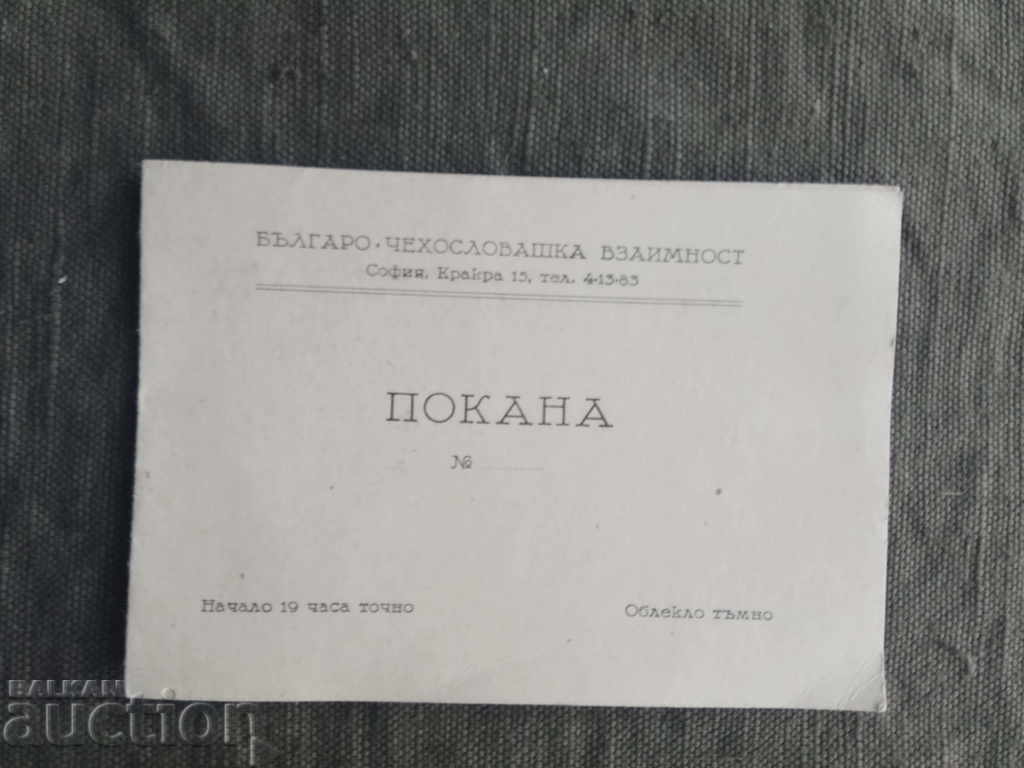 БЪЛГАРО-ЧЕХОСЛОВАШКА ВЗАИМНОСТ
София, Кракра 15, тел. 4-13-83
ПОКАНА
№
Начало 19 часа точно
Облекло тъмно
BALKAN
auction